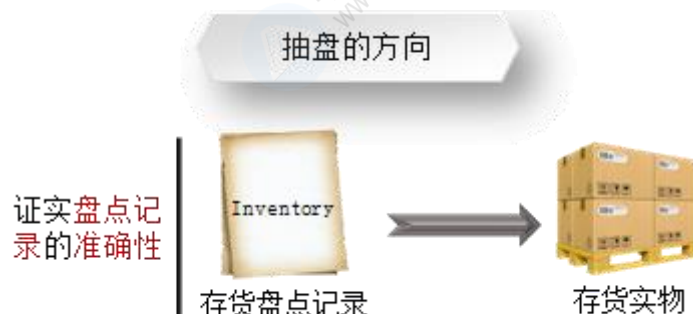 抽盘的方向
证实盘点记
录的准确性
Inventory
存货盘点记录
存货实物